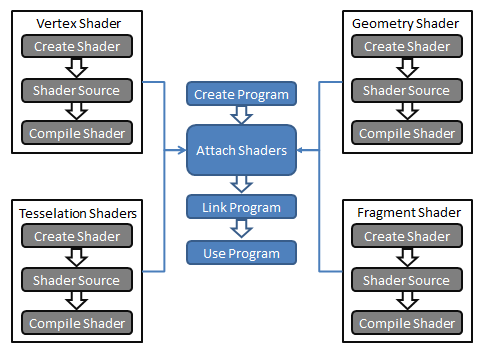 Vertex Shader
Create Shader
Shader Source
Compile Shader
Geometry Shader
Create Shader
Shader Source
Compile Shader
Create Program
Attach Shaders
Link Program
Use Program
Tesselation Shaders
Create Shader
Shader Source
Compile Shader
Fragment Shader
Create Shader
Shader Source
Compile Shader